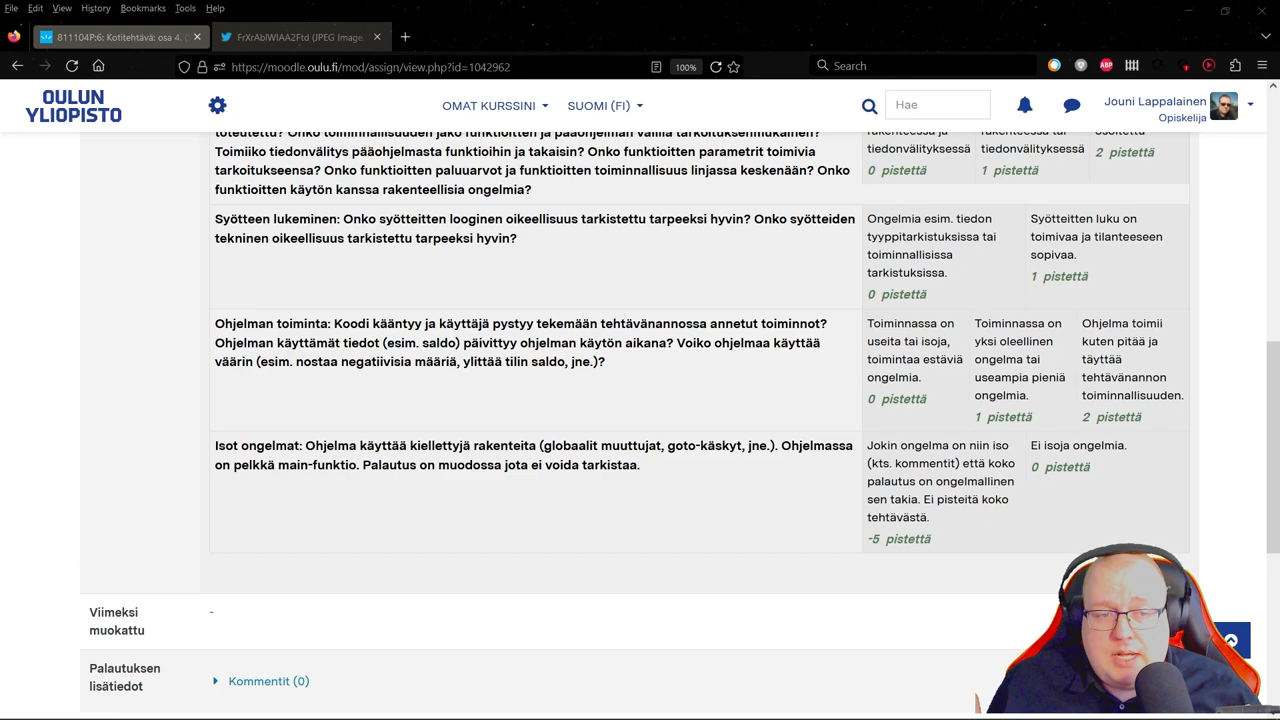 File Edit View History Bookmarks Tools Help
811104P:6: Kotitehtävä: osa 4.
FrXrAblWIAA2Ftd (JPEG Image,
https://moodle.oulu.fi/mod/assign/view.php?id=1042962
100%
Search
OULUN
YLIOPISTO
OMAT KURSSINI
SUOMI (FI)
Hae
Jouni Lappalainen
Opiskelija
toteutettu? Onko toiminnallisuuden jako funktioitten ja pääohjelman välillä tarkoituksenmukainen?
Toimiiko tiedonvälitys pääohjelmasta funktioihin ja takaisin? Onko funktioitten parametrit toimivia
tarkoitukseensa? Onko funktioitten paluuarvot ja funktioitten toiminnallisuus linjassa keskenään? Onko
funktioitten käytön kanssa rakenteellisia ongelmia?
rakenteessa ja
tiedonvälityksessä
0 pistettä
rakenteessa tai
tiedonvälityksessä
1 pistettä
osoitettu
2 pistettä
Syötteen lukeminen: Onko syötteitten looginen oikeellisuus tarkistettu tarpeeksi hyvin? Onko syötteiden
tekninen oikeellisuus tarkistettu tarpeeksi hyvin?
Ongelmia esim. tiedon
tyyppitarkistuksissa tai
toiminnallisissa
tarkistuksissa.
0 pistettä
Syötteitten luku on
toimivaa ja tilanteeseen
sopivaa.
1 pistettä
Ohjelman toiminta: Koodi kääntyy ja käyttäjä pystyy tekemään tehtävänannossa annetut toiminnot?
Ohjelman käyttämät tiedot (esim. saldo) päivittyy ohjelman käytön aikana? Voiko ohjelmaa käyttää
väärin (esim. nostaa negatiivisia määriä, ylittää tilin saldo, jne.)?
Toiminnassa on
useita tai isoja,
toimintaa estäviä
ongelmia.
0 pistettä
Toiminnassa on
yksi oleellinen
ongelma tai
useampia pieniä
ongelmia.
1 pistettä
Ohjelma toimii
kuten pitää ja
täyttää
tehtävänannon
toiminnallisuuden.
2 pistettä
Isot ongelmat: Ohjelma käyttää kiellettyjä rakenteita (globaalit muuttujat, goto-käskyt, jne.). Ohjelmassa
on pelkkä main-funktio. Palautus on muodossa jota ei voida tarkistaa.
Jokin ongelma on niin iso
(kts. kommentit) että koko
palautus on ongelmallinen
sen takia. Ei pisteitä koko
tehtävästä.
-5 pistettä
Ei isoja ongelmia.
0 pistettä
Viimeksi
muokattu
-
Palautuksen
lisätiedot
Kommentit (0)